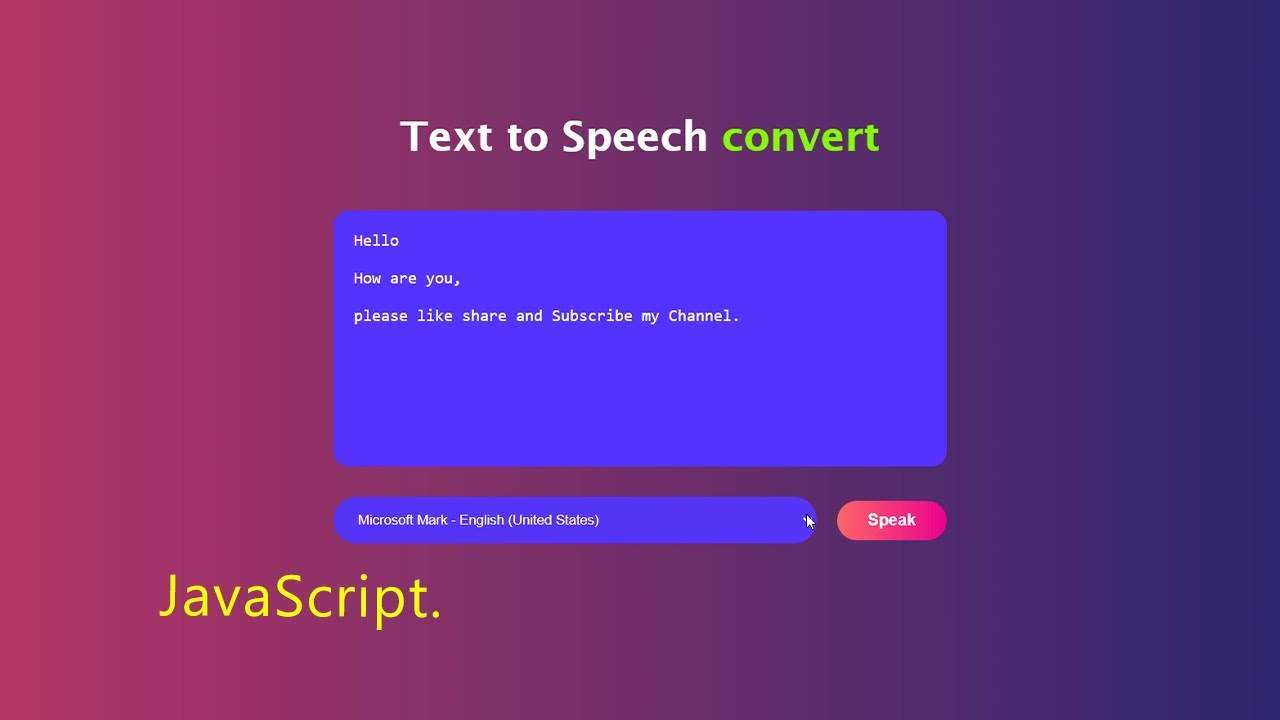 Text to Speech convert
Hello
How are you,
please like share and Subscribe my Channel.
Microsoft Mark - English (United States)
Speak
JavaScript.